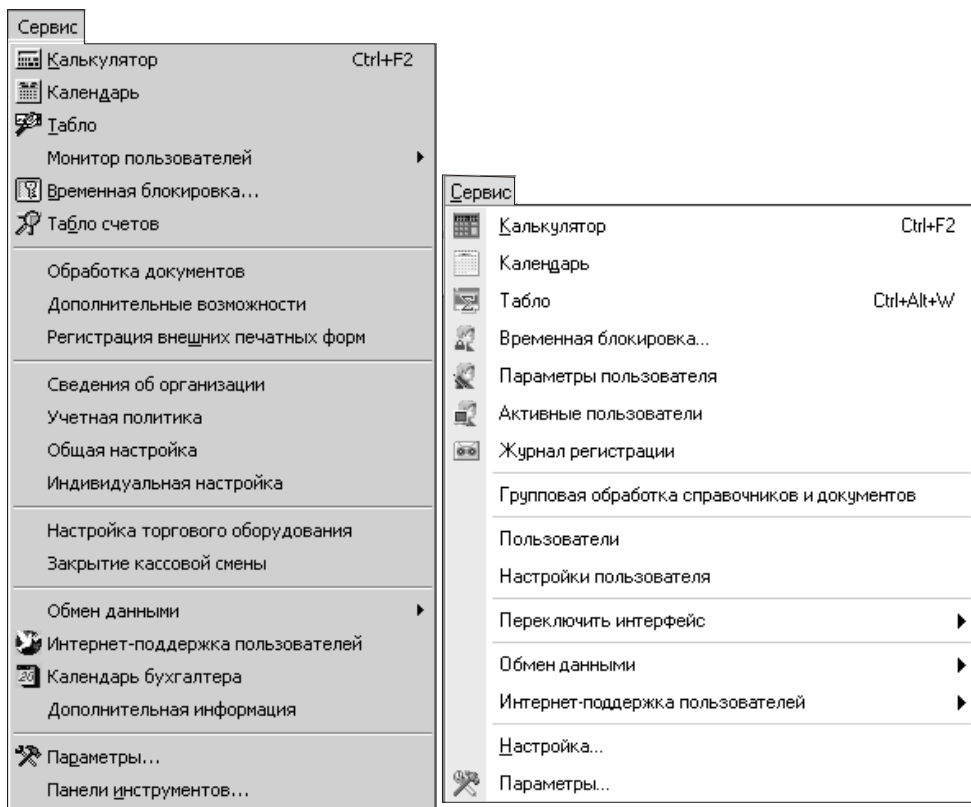 Сервис
Калькулятор Ctrl+F2
Календарь
Табло
Монитор пользователей
Временная блокировка...
Табло счетов
Обработка документов
Дополнительные возможности
Регистрация внешних печатных форм
Сведения об организации
Учетная политика
Общая настройка
Индивидуальная настройка
Настройка торгового оборудования
Закрытие кассовой смены
Обмен данными
Интернет-поддержка пользователей
Календарь бухгалтера
Дополнительная информация
Параметры...
Панели инструментов...
Сервис
Калькулятор Ctrl+F2
Календарь
Табло Ctrl+Alt+W
Временная блокировка...
Параметры пользователя
Активные пользователи
Журнал регистрации
Групповая обработка справочников и документов
Пользователи
Настройки пользователя
Переключить интерфейс
Обмен данными
Интернет-поддержка пользователей
Настройка...
Параметры...